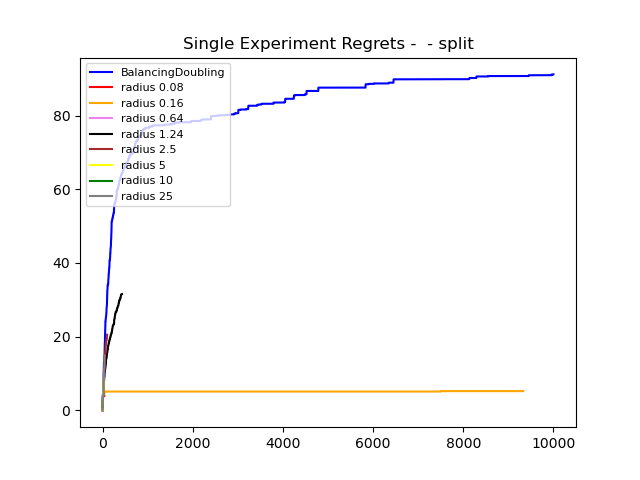 Single Experiment Regrets -  - split
BalancingDoubling
radius 0.08
radius 0.16
radius 0.64
radius 1.24
radius 2.5
radius 5
radius 10
radius 25
80
60
40
20
0
0 2000 4000 6000 8000 10000